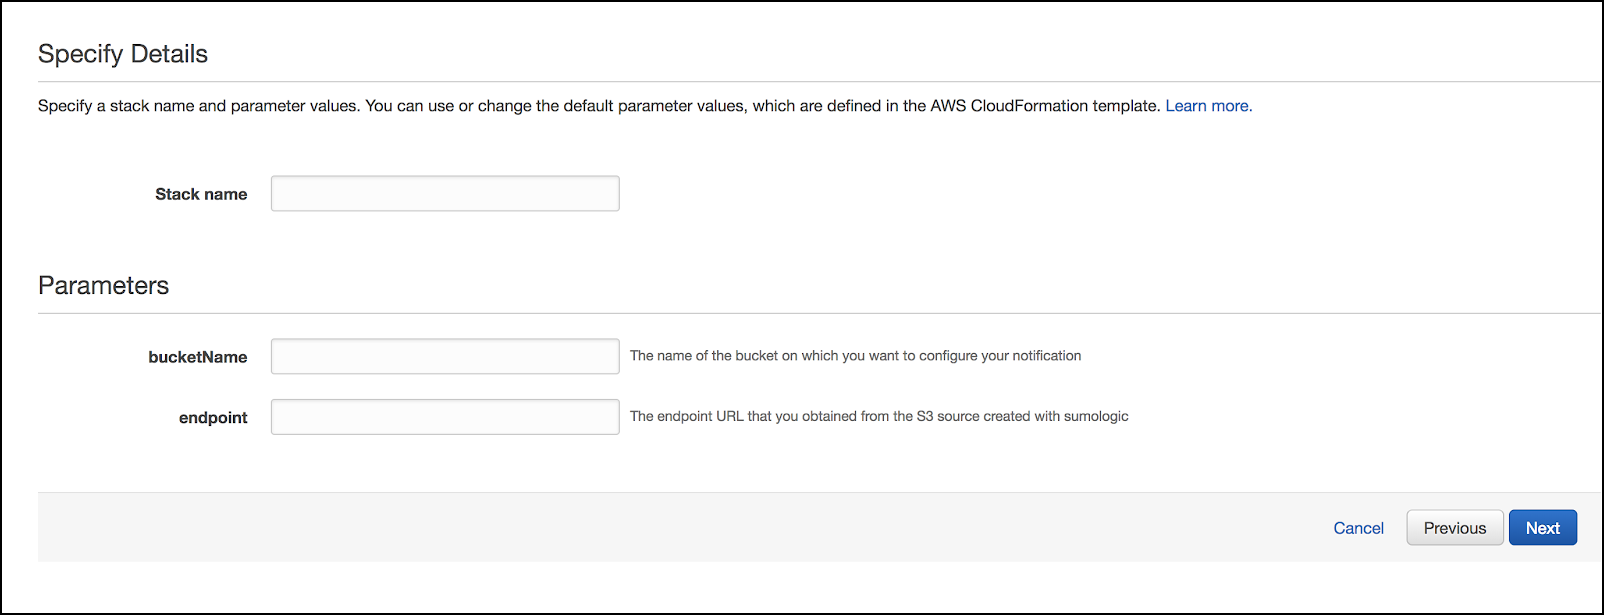 Specify Details
Specify a stack name and parameter values. You can use or change the default parameter values, which are defined in the AWS CloudFormation template. Learn more.
Stack name
Parameters
bucketName The name of the bucket on which you want to configure your notification
endpoint The endpoint URL that you obtained from the S3 source created with sumologic
Cancel Previous Next